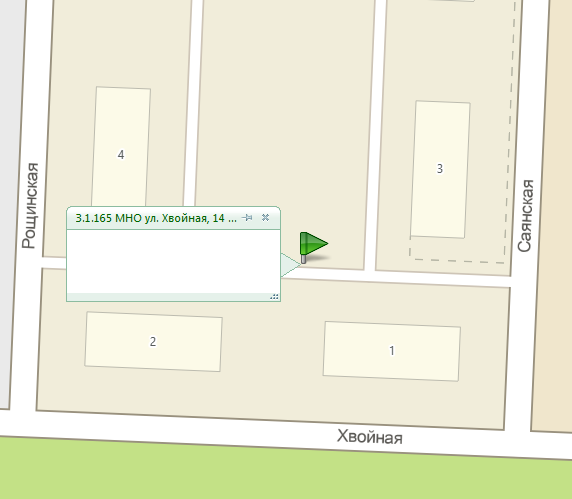 4
3
Рощинская
Саянская
3.1.165 МНО ул. Хвойная, 14 ...
2
1
Хвойная